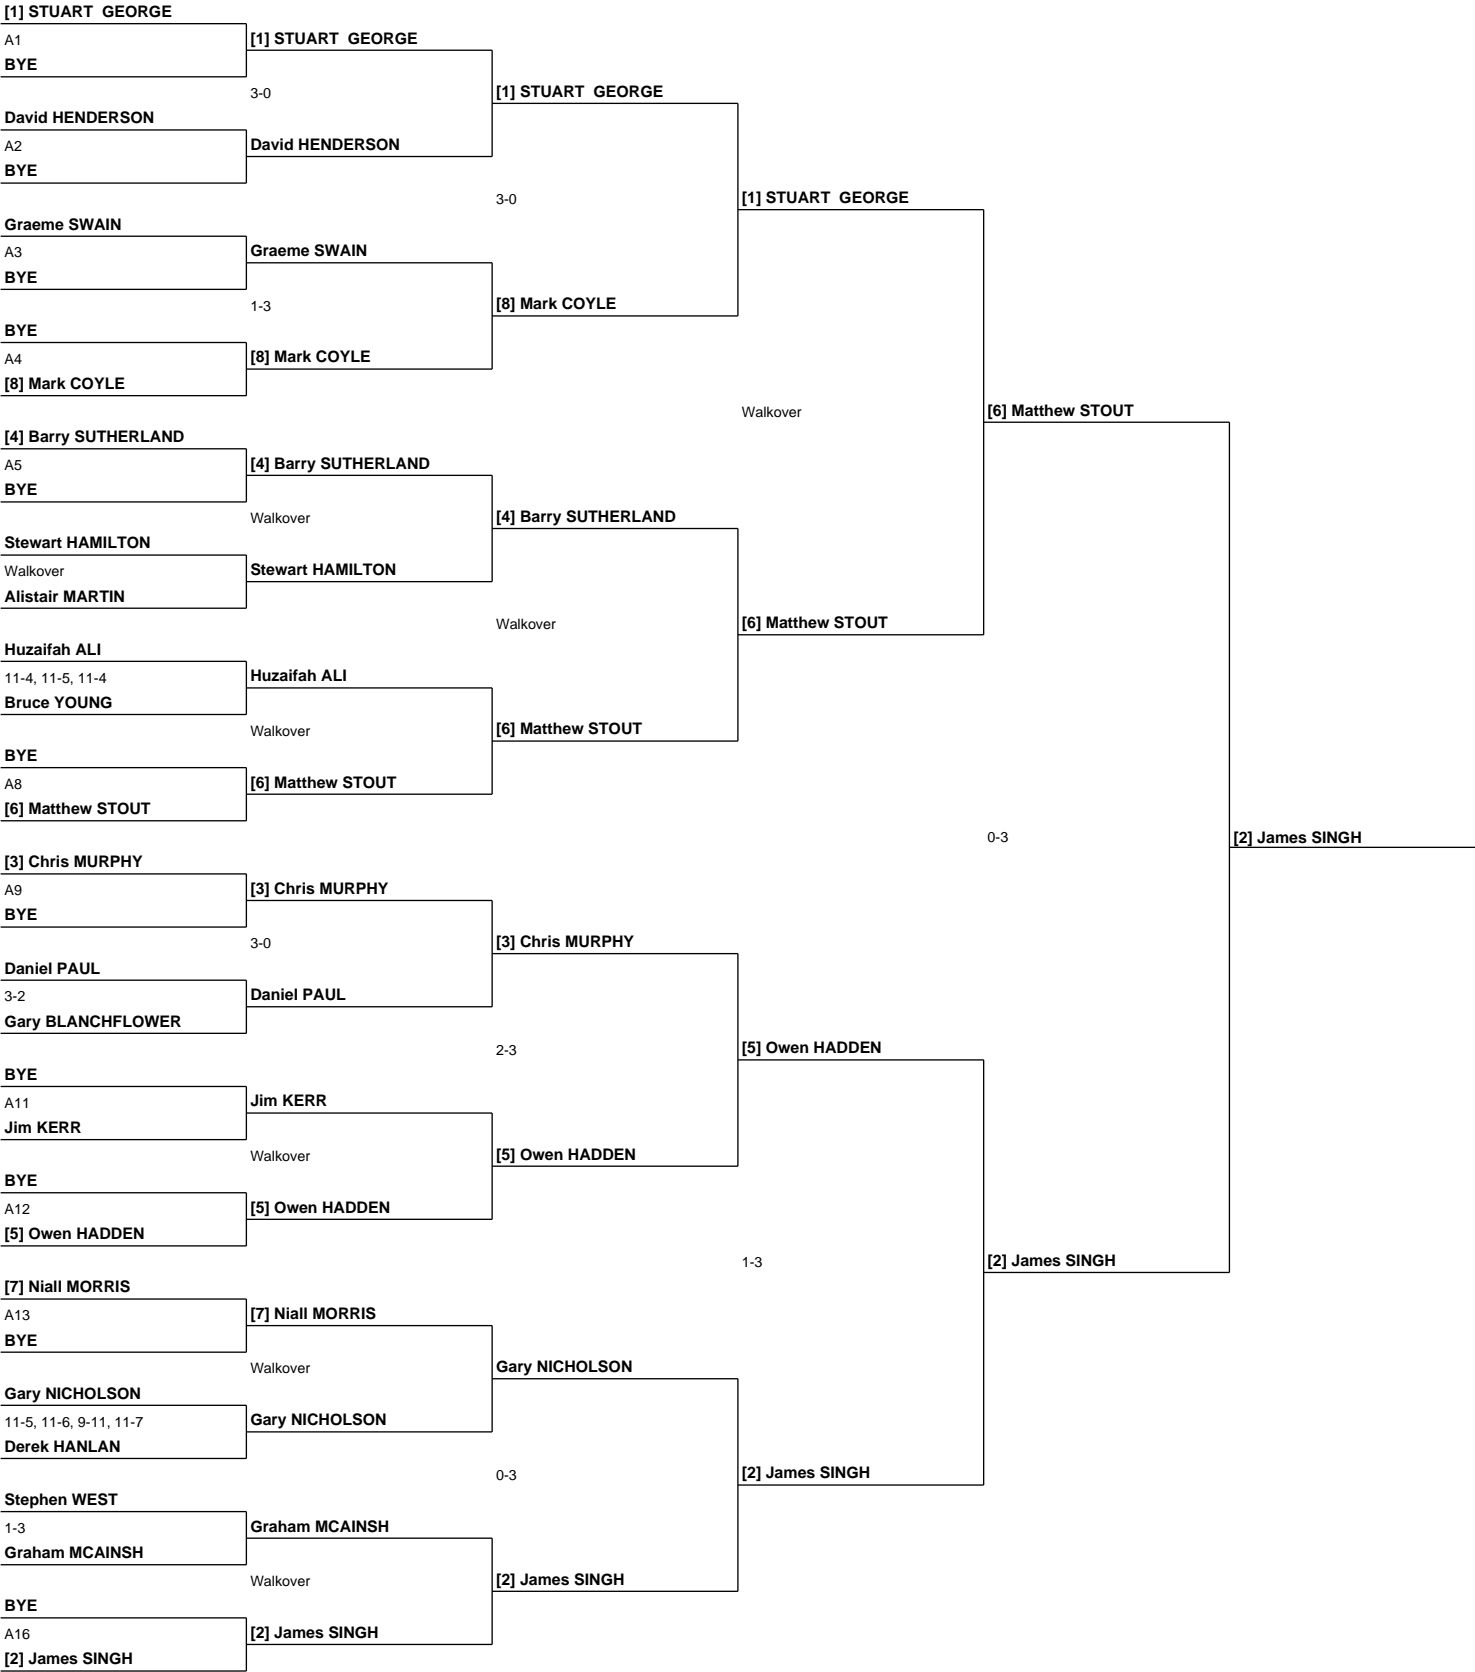 [1] STUART  GEORGE
A1
[1] STUART  GEORGE
BYE
3-0
[1] STUART  GEORGE
David HENDERSON
A2
David HENDERSON
BYE
3-0
[1] STUART  GEORGE
Graeme SWAIN
A3
Graeme SWAIN
BYE
1-3
[8] Mark COYLE
BYE
A4
[8] Mark COYLE
[8] Mark COYLE
Walkover
[6] Matthew STOUT
[4] Barry SUTHERLAND
A5
[4] Barry SUTHERLAND
BYE
Walkover
[4] Barry SUTHERLAND
Stewart HAMILTON
Walkover
Stewart HAMILTON
Alistair MARTIN
Walkover
[6] Matthew STOUT
Huzaifah ALI
11-4, 11-5, 11-4
Huzaifah ALI
Bruce YOUNG
Walkover
[6] Matthew STOUT
BYE
A8
[6] Matthew STOUT
[6] Matthew STOUT
0-3
[2] James SINGH
[3] Chris MURPHY
A9
[3] Chris MURPHY
BYE
3-0
[3] Chris MURPHY
Daniel PAUL
3-2
Daniel PAUL
Gary BLANCHFLOWER
2-3
[5] Owen HADDEN
BYE
A11
Jim KERR
Jim KERR
Walkover
[5] Owen HADDEN
BYE
A12
[5] Owen HADDEN
[5] Owen HADDEN
1-3
[2] James SINGH
[7] Niall MORRIS
A13
[7] Niall MORRIS
BYE
Walkover
Gary NICHOLSON
Gary NICHOLSON
11-5, 11-6, 9-11, 11-7
Gary NICHOLSON
Derek HANLAN
0-3
[2] James SINGH
Stephen WEST
1-3
Graham MCAINSH
Graham MCAINSH
Walkover
[2] James SINGH
BYE
A16
[2] James SINGH
[2] James SINGH